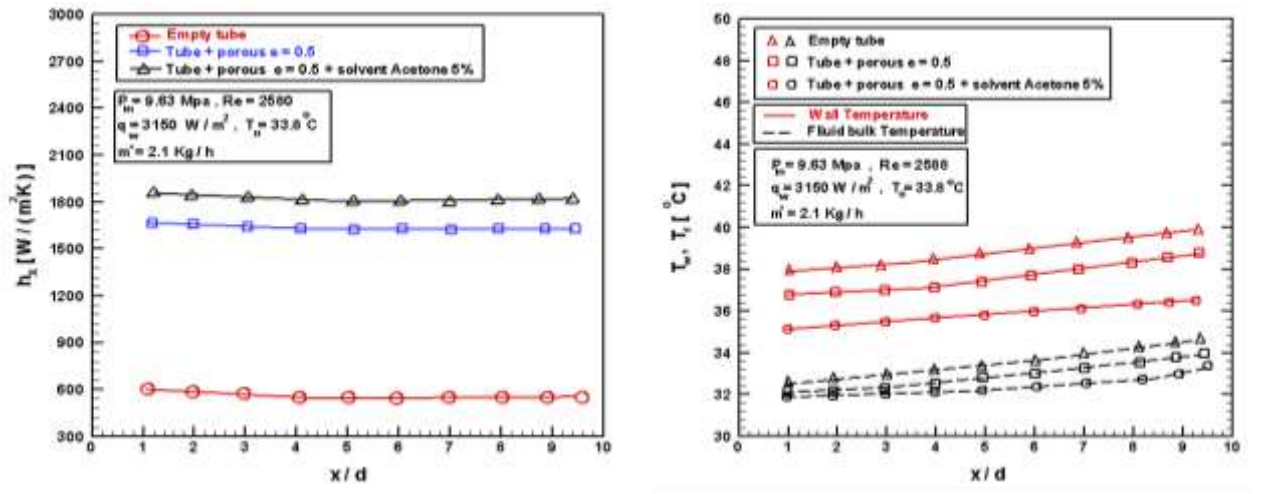 3000
2700
2400
2100
1800
1500
1200
900
600
300
h [ W / (m²K) ]
Empty tube
Tube + porous e = 0.5
Tube + porous e = 0.5 + solvent Acetone 5%
P = 9.63 Mpa , Re = 2580
q = 3150 W / m² , T = 33.8 °C
m = 2.1 Kg / h
0 1 2 3 4 5 6 7 8 9 10
x / d
50
48
46
44
42
40
38
36
34
32
30
T , T [ °C ]
Empty tube
Tube + porous e = 0.5
Tube + porous e = 0.5 + solvent Acetone 5%
Wall Temperature
Fliuid bulk Temperature
P = 9.63 Mpa , Re = 2588
q = 3150 W / m² , T = 33.8 °C
m = 2.1 Kg / h
0 1 2 3 4 5 6 7 8 9 10
x / d